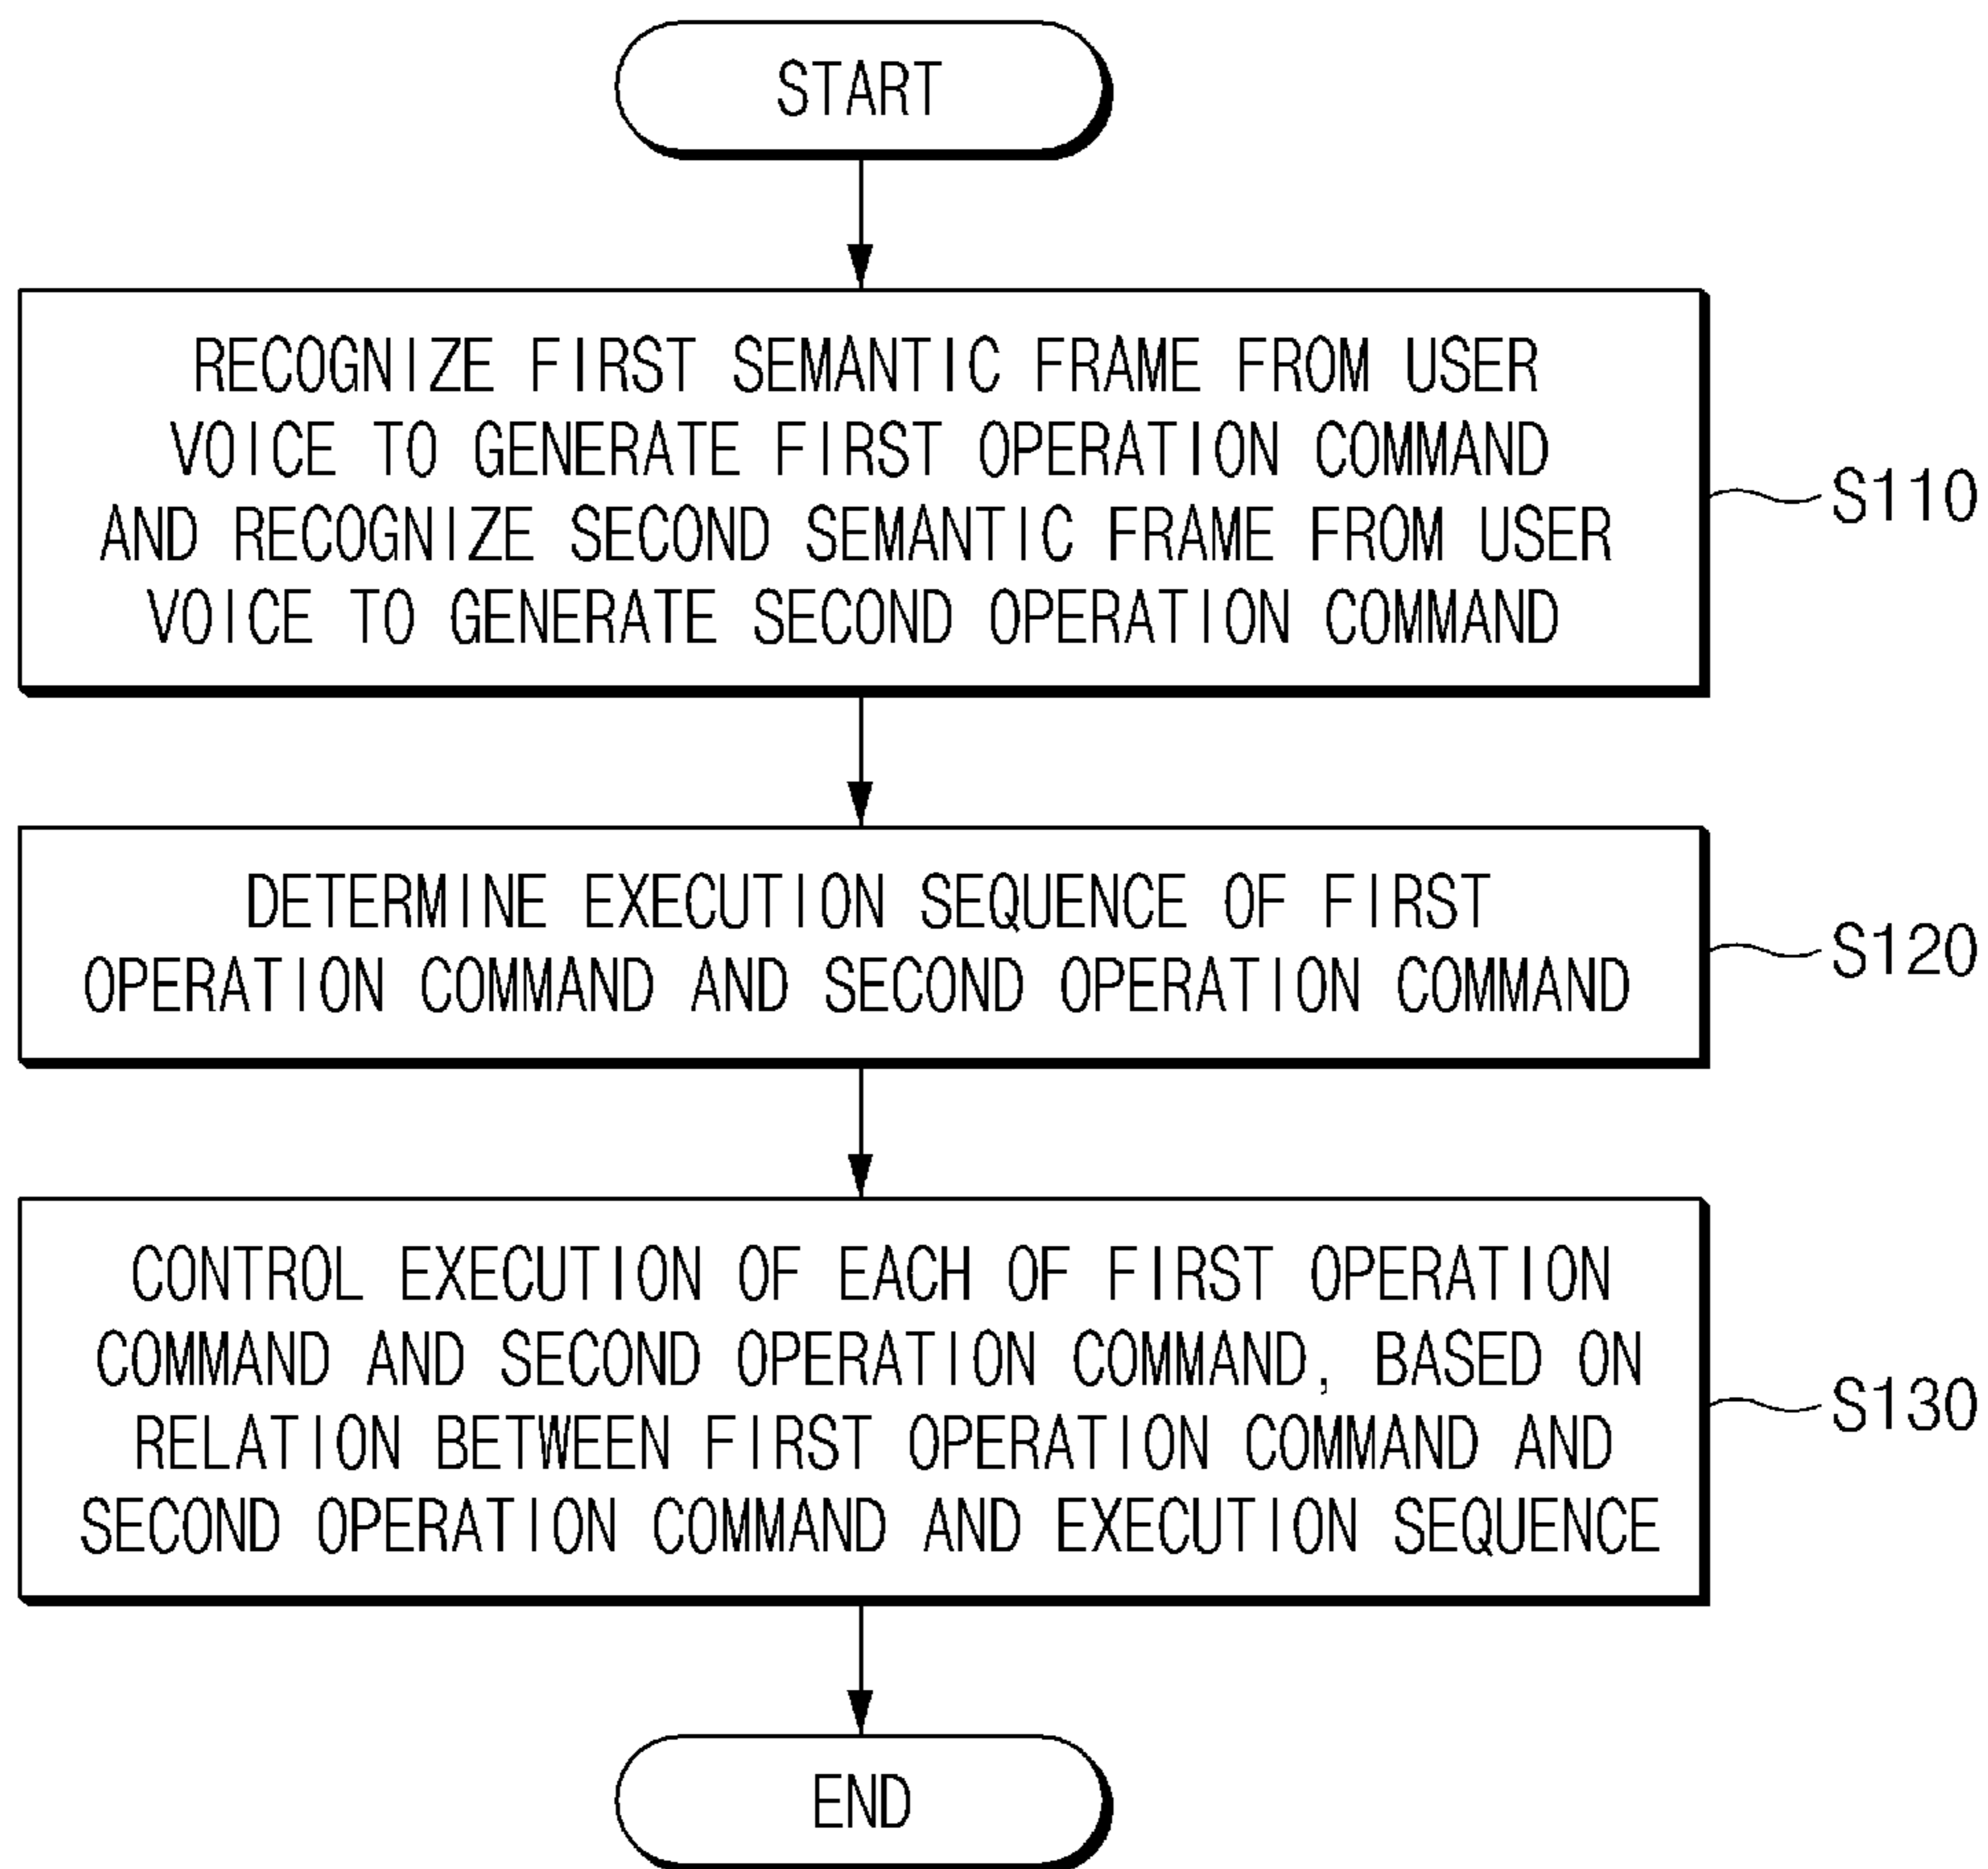 START
RECOGNIZE FIRST SEMANTIC FRAME FROM USER
VOICE TO GENERATE FIRST OPERATION COMMAND
AND RECOGNIZE SECOND SEMANTIC FRAME FROM USER
VOICE TO GENERATE SECOND OPERATION COMMAND
S110
DETERMINE EXECUTION SEQUENCE OF FIRST
OPERATION COMMAND AND SECOND OPERATION COMMAND
S120
CONTROL EXECUTION OF EACH OF FIRST OPERATION
COMMAND AND SECOND OPERATION COMMAND, BASED ON
RELATION BETWEEN FIRST OPERATION COMMAND AND
SECOND OPERATION COMMAND AND EXECUTION SEQUENCE
S130
END